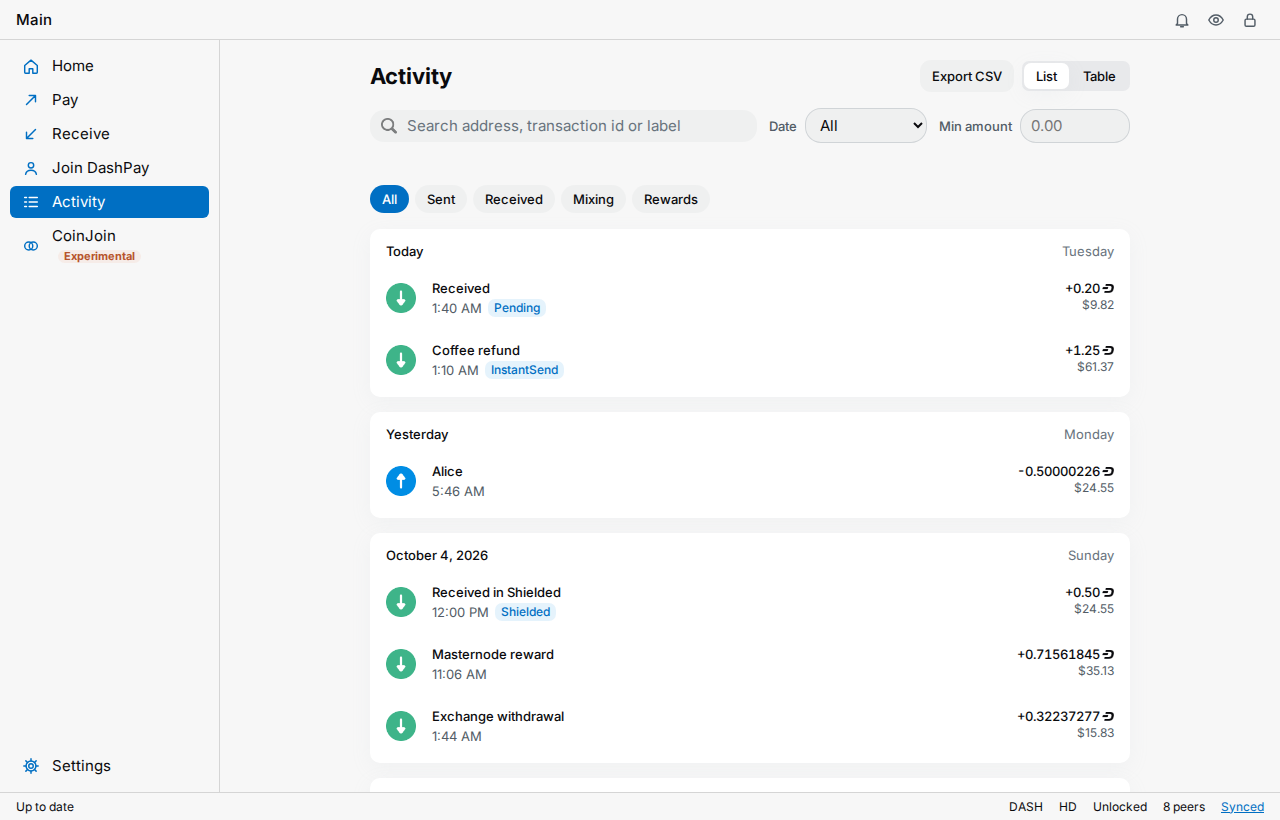 Main
Home
Pay
Receive
Join DashPay
Activity
CoinJoin
Experimental
Settings
Activity
Export CSV
List
Table
Search address, transaction id or label
Date
All
Min amount
0.00
All
Sent
Received
Mixing
Rewards
Today
Tuesday
Received
+0.20
1:40 AM Pending
$9.82
Coffee refund
+1.25
1:10 AM InstantSend
$61.37
Yesterday
Monday
Alice
-0.50000226
5:46 AM
$24.55
October 4, 2026
Sunday
Received in Shielded
+0.50
12:00 PM Shielded
$24.55
Masternode reward
+0.71561845
11:06 AM
$35.13
Exchange withdrawal
+0.32237277
1:44 AM
$15.83
Up to date
DASH
HD
Unlocked
8 peers
Synced